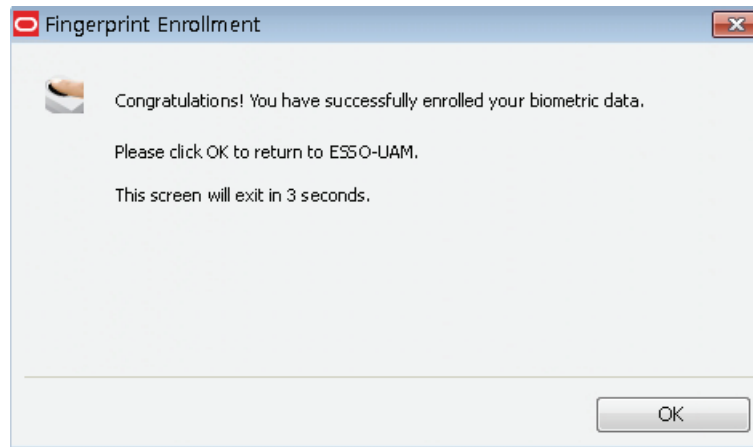 Fingerprint Enrollment
Congratulations! You have successfully enrolled your biometric data.
Please click OK to return to ESSO-UAM.
This screen will exit in 3 seconds.
OK